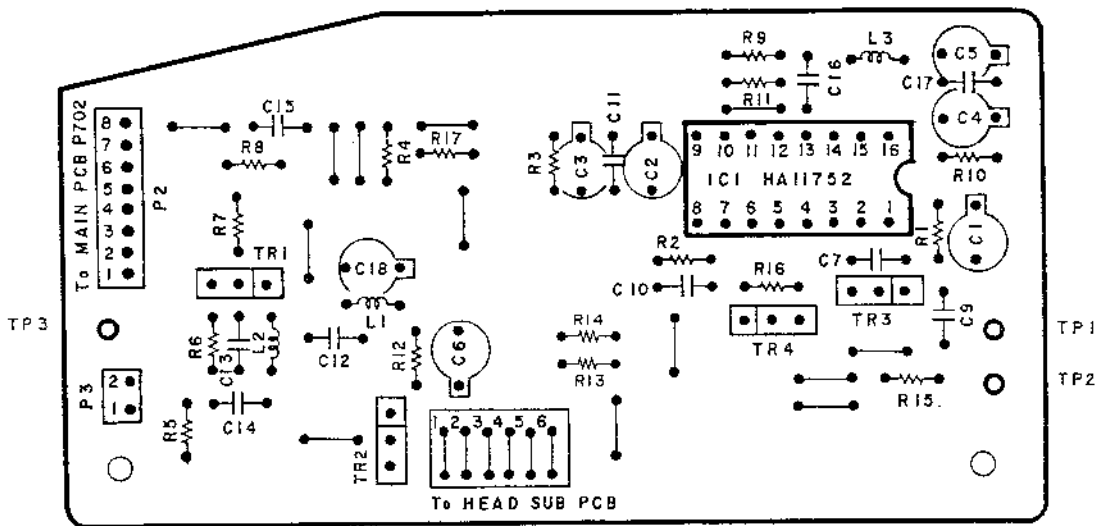 R9
L3
C5
C16
C17
R11
C4
C15
R8
R4
R17
R3
C3
C11
C2
9 10 11 12 13 14 15 16
IC1 HA11752
8 7 6 5 4 3 2 1
R10
R1
C1
To MAIN PCB P702
8
7
6
5
4
3
2
1
P2
R7
TR1
C18
L1
R2
C10
R16
C7
TR3
TR4
C9
TP3
TP1
TP2
R6
C13
L2
C12
R12
C6
R14
R13
R15.
P3
2
1
R5
C14
TR2
1 2 3 4 5 6
To HEAD SUB PCB